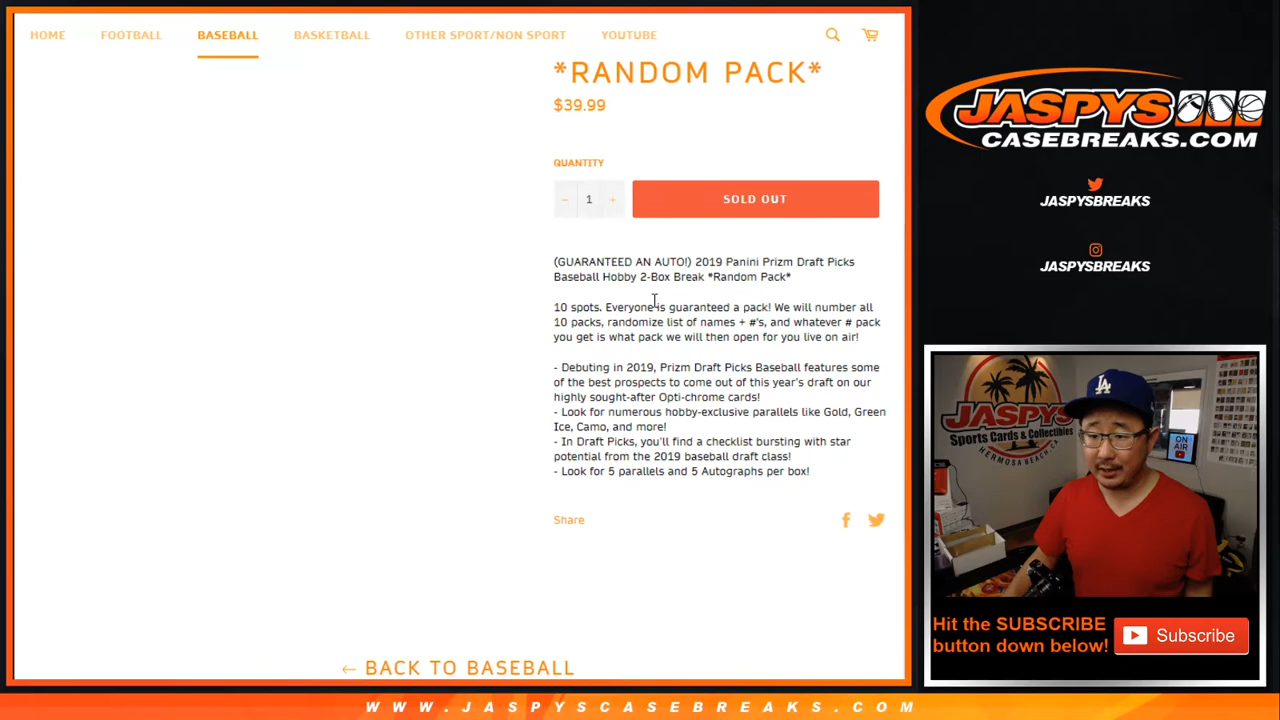 HOME
FOOTBALL
BASEBALL
BASKETBALL
OTHER SPORT/NON SPORT
YOUTUBE
*RANDOM PACK*
$39.99
QUANTITY
− 1 +
SOLD OUT
(GUARANTEED AN AUTO!) 2019 Panini Prizm Draft Picks
Baseball Hobby 2-Box Break *Random Pack*
10 spots. Everyone is guaranteed a pack! We will number all
10 packs, randomize list of names + #'s, and whatever # pack
you get is what pack we will then open for you live on air!
- Debuting in 2019, Prizm Draft Picks Baseball features some
of the best prospects to come out of this year's draft on our
highly sought-after Opti-chrome cards!
- Look for numerous hobby-exclusive parallels like Gold, Green
Ice, Camo, and more!
- In Draft Picks, you'll find a checklist bursting with star
potential from the 2019 baseball draft class!
- Look for 5 parallels and 5 Autographs per box!
Share
← BACK TO BASEBALL
JASPYS
CASEBREAKS.COM
JASPYSBREAKS
JASPYSBREAKS
JASPYS
Sports Cards & Collectibles
HERMOSA BEACH, CA
LA
ON
AIR
Hit the SUBSCRIBE
button down below!
Subscribe
WWW.JASPYSCASEBREAKS.COM